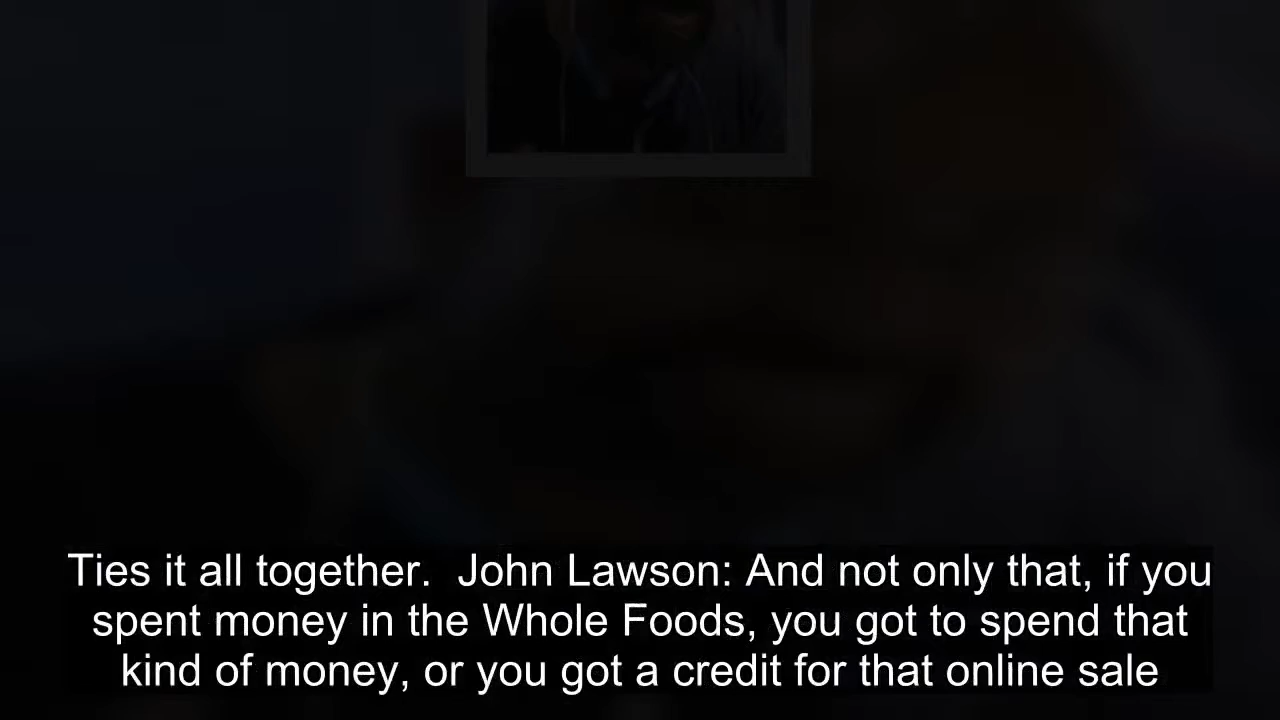 Ties it all together.  John Lawson: And not only that, if you
spent money in the Whole Foods, you got to spend that
kind of money, or you got a credit for that online sale